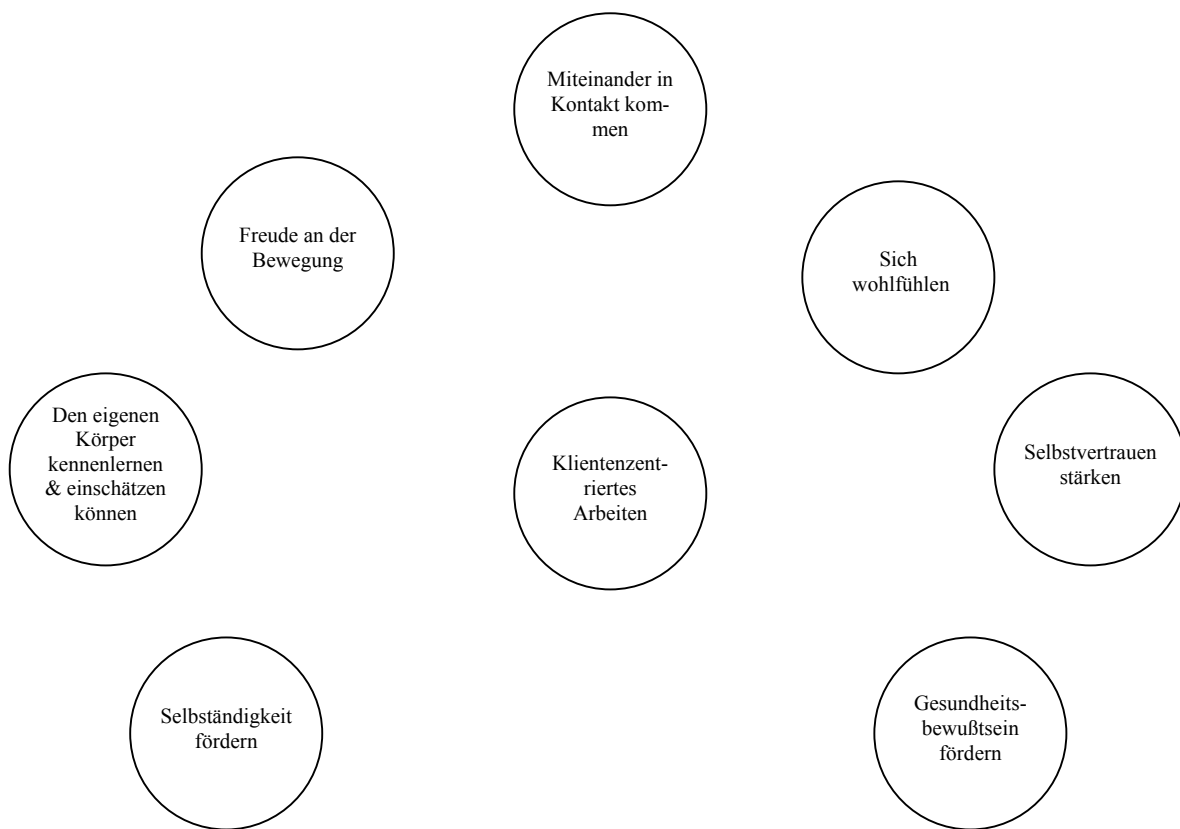 Miteinander in
Kontakt kom-
men
Freude an der
Bewegung
Sich
wohlfühlen
Den eigenen
Körper
kennenlernen
& einschätzen
können
Klientenzent-
riertes
Arbeiten
Selbstvertrauen
stärken
Selbständigkeit
fördern
Gesundheits-
bewußtsein
fördern